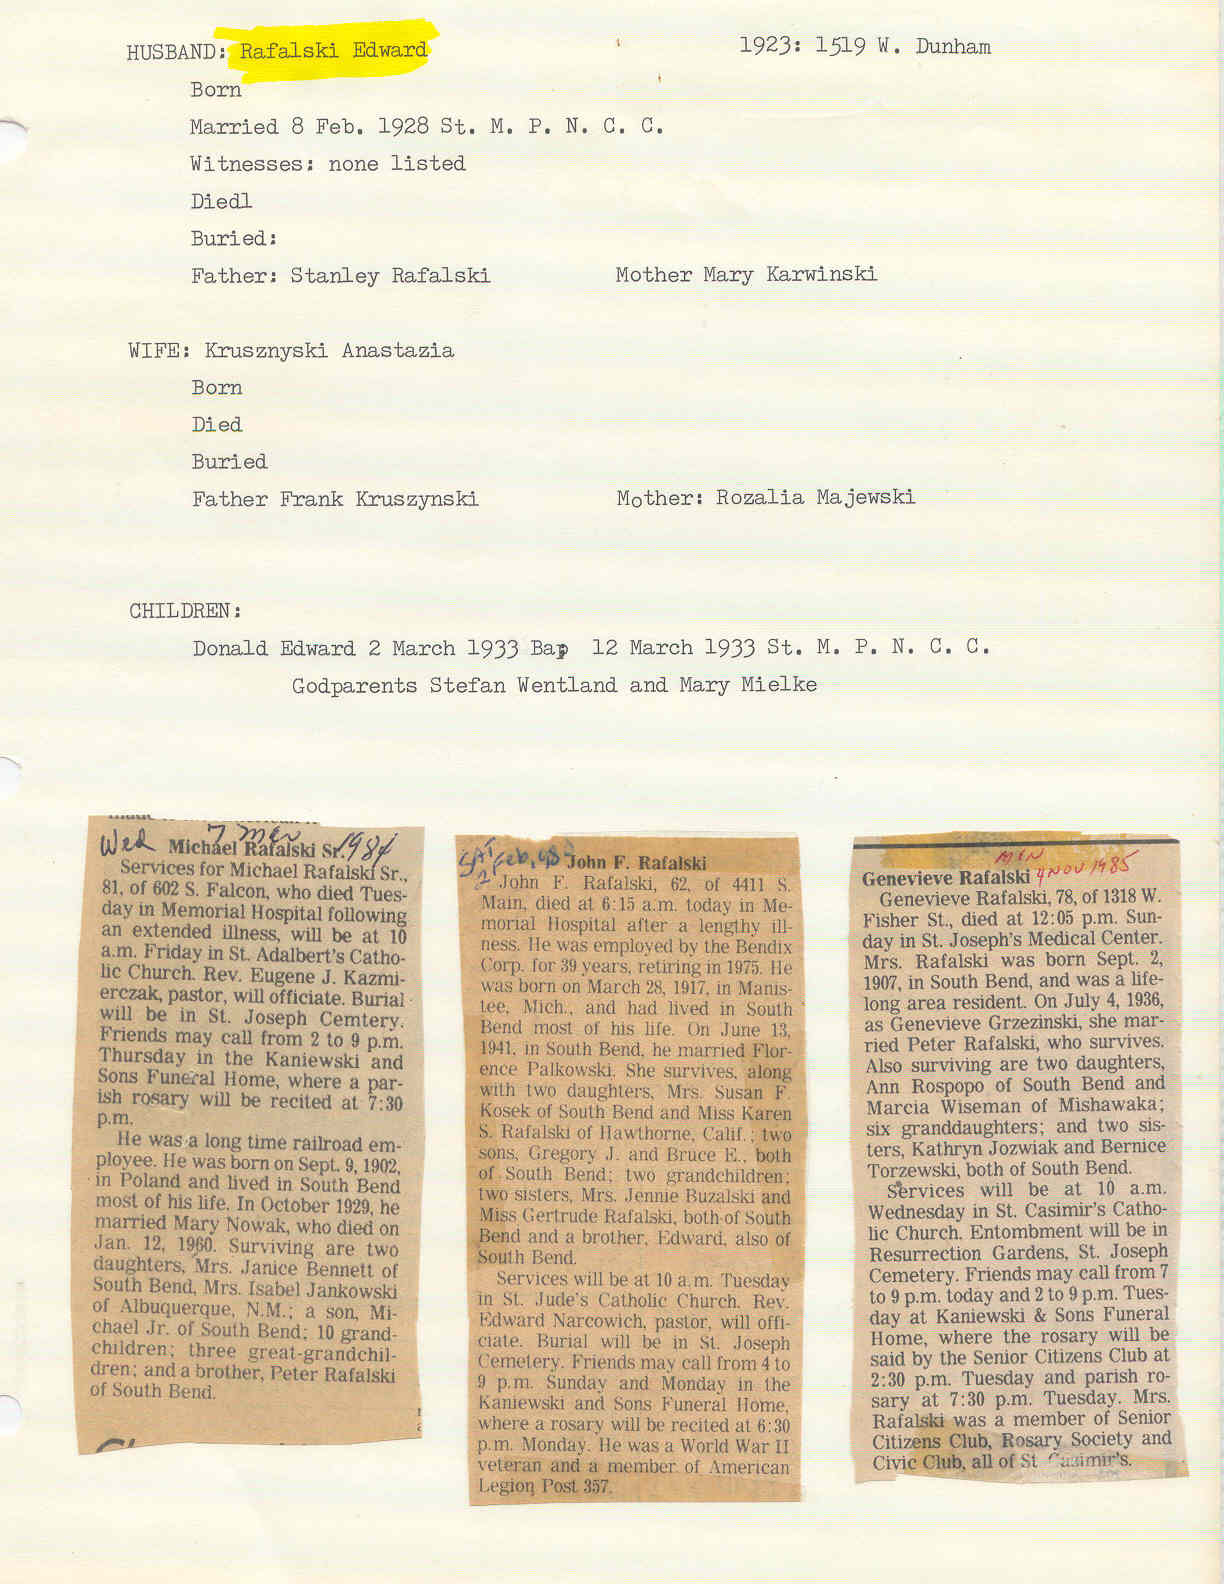 HUSBAND: Rafalski Edward 1923: 1519 W. Dunham
Born
Married 8 Feb. 1928 St. M. P. N. C. C.
Witnesses: none listed
Diedl
Buried:
Father: Stanley Rafalski Mother Mary Karwinski
WIFE: Krusznyski Anastazia
Born
Died
Buried
Father Frank Kruszynski Mother: Rozalia Majewski
CHILDREN:
Donald Edward 2 March 1933 Bap 12 March 1933 St. M. P. N. C. C.
Godparents Stefan Wentland and Mary Mielke
Wed 7 Mar 1984
Michael Rafalski Sr.
Services for Michael Rafalski Sr.,
81, of 602 S. Falcon, who died Tues-
day in Memorial Hospital following
an extended illness, will be at 10
a.m. Friday in St. Adalbert's Catho-
lic Church. Rev. Eugene J. Kazmi-
erczak, pastor, will officiate. Burial
will be in St. Joseph Cemtery.
Friends may call from 2 to 9 p.m.
Thursday in the Kaniewski and
Sons Funeral Home, where a par-
ish rosary will be recited at 7:30
p.m.
He was a long time railroad em-
ployee. He was born on Sept. 9, 1902,
in Poland and lived in South Bend
most of his life. In October 1929, he
married Mary Nowak, who died on
Jan. 12, 1960. Surviving are two
daughters, Mrs. Janice Bennett of
South Bend, Mrs. Isabel Jankowski
of Albuquerque, N.M.; a son, Mi-
chael Jr. of South Bend; 10 grand-
children; three great-grandchil-
dren; and a brother, Peter Rafalski
of South Bend.
SAT 2 Feb,
John F. Rafalski
John F. Rafalski, 62, of 4411 S.
Main, died at 6:15 a.m. today in Me-
morial Hospital after a lengthy ill-
ness. He was employed by the Bendix
Corp. for 39 years, retiring in 1975. He
was born on March 28, 1917, in Manis-
tee, Mich., and had lived in South
Bend most of his life. On June 13,
1941, in South Bend, he married Flor-
ence Palkowski. She survives, along
with two daughters, Mrs. Susan F.
Kosek of South Bend and Miss Karen
S. Rafalski of Hawthorne, Calif.; two
sons, Gregory J. and Bruce E., both
of South Bend; two grandchildren;
two sisters, Mrs. Jennie Buzalski and
Miss Gertrude Rafalski, both of South
Bend and a brother, Edward, also of
South Bend.
Services will be at 10 a.m. Tuesday
in St. Jude's Catholic Church. Rev.
Edward Narcowich, pastor, will offi-
ciate. Burial will be in St. Joseph
Cemetery. Friends may call from 4 to
9 p.m. Sunday and Monday in the
Kaniewski and Sons Funeral Home,
where a rosary will be recited at 6:30
p.m. Monday. He was a World War II
veteran and a member of American
Legion Post 357.
MON 4 NOV 1985
Genevieve Rafalski
Genevieve Rafalski, 78, of 1318 W.
Fisher St., died at 12:05 p.m. Sun-
day in St. Joseph's Medical Center.
Mrs. Rafalski was born Sept. 2,
1907, in South Bend, and was a life-
long area resident. On July 4, 1936,
as Genevieve Grzezinski, she mar-
ried Peter Rafalski, who survives.
Also surviving are two daughters,
Ann Rospopo of South Bend and
Marcia Wiseman of Mishawaka;
six granddaughters; and two sis-
ters, Kathryn Jozwiak and Bernice
Torzewski, both of South Bend.
Services will be at 10 a.m.
Wednesday in St. Casimir's Catho-
lic Church. Entombment will be in
Resurrection Gardens, St. Joseph
Cemetery. Friends may call from 7
to 9 p.m. today and 2 to 9 p.m. Tues-
day at Kaniewski & Sons Funeral
Home, where the rosary will be
said by the Senior Citizens Club at
2:30 p.m. Tuesday and parish ro-
sary at 7:30 p.m. Tuesday. Mrs.
Rafalski was a member of Senior
Citizens Club, Rosary Society and
Civic Club, all of St. Casimir's.